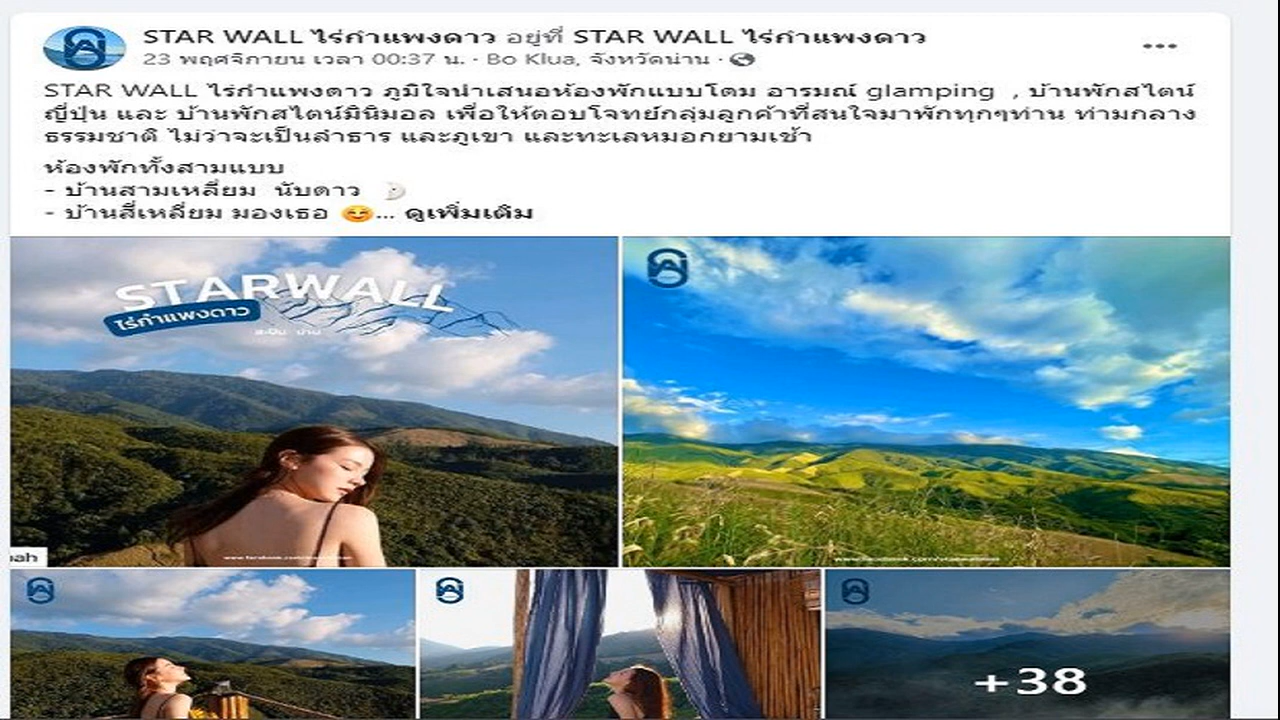 STAR WALL ไร่กำแพงดาว อยู่ที่ STAR WALL ไร่กำแพงดาว
23 พฤศจิกายน เวลา 00:37 น. · Bo Klua, จังหวัดน่าน ·
STAR WALL ไร่กำแพงดาว ภูมิใจนำเสนอห้องพักแบบโดม อารมณ์ glamping , บ้านพักสไตน์
ญี่ปุ่น และ บ้านพักสไตน์มินิมอล เพื่อให้ตอบโจทย์กลุ่มลูกค้าที่สนใจมาพักทุกๆท่าน ท่ามกลาง
ธรรมชาติ ไม่ว่าจะเป็นลำธาร และภูเขา และทะเลหมอกยามเช้า
ห้องพักทั้งสามแบบ
- บ้านสามเหลี่ยม นับดาว
- บ้านสี่เหลี่ยม มองเธอ 😊... ดูเพิ่มเติม
STARWALL
ไร่กำแพงดาว
+38